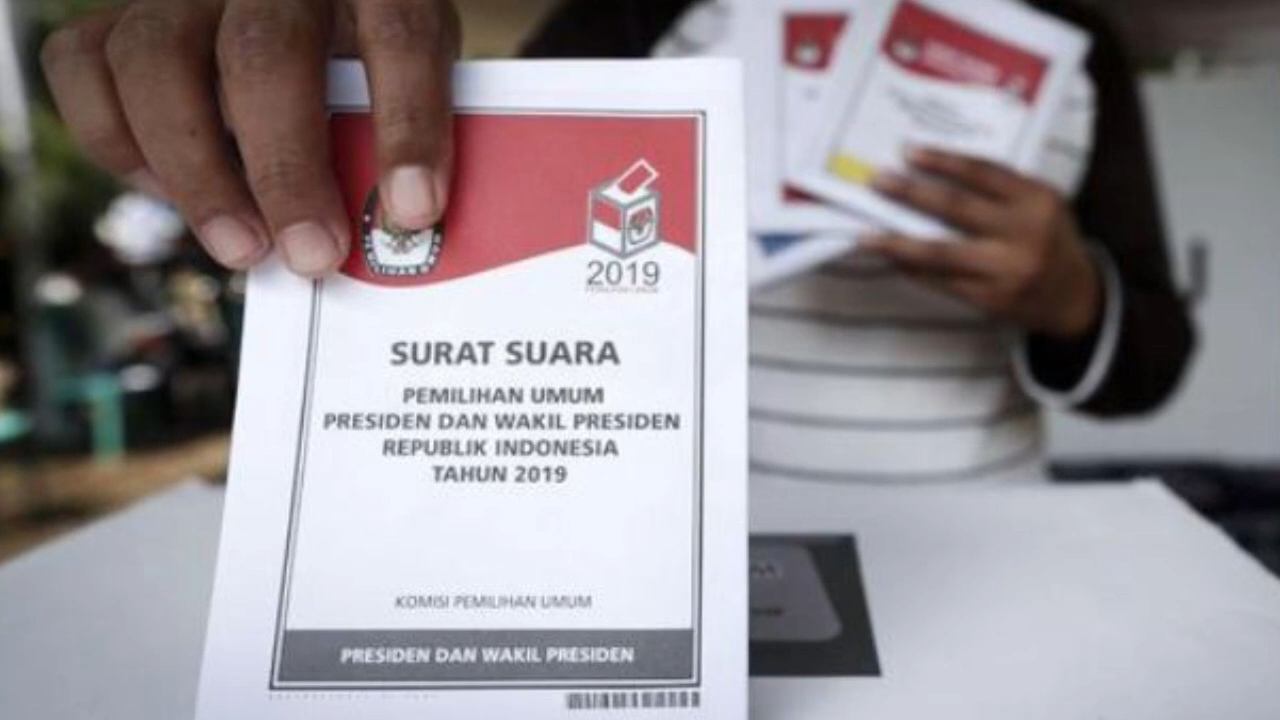 2019
SURAT SUARA
PEMILIHAN UMUM
PRESIDEN DAN WAKIL PRESIDEN
REPUBLIK INDONESIA
TAHUN 2019
KOMISI PEMILIHAN UMUM
PRESIDEN DAN WAKIL PRESIDEN